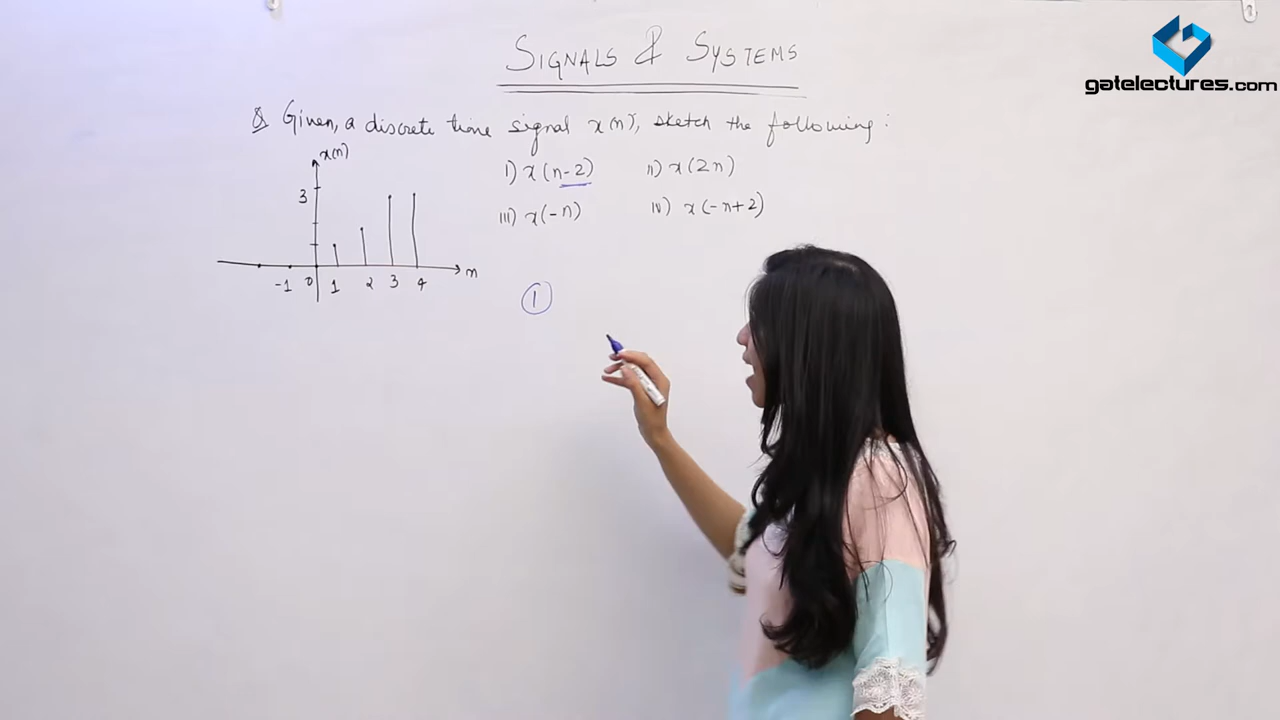 SIGNALS & SYSTEMS
gatelectures.com
Q Given, a discrete time signal x(n), sketch the following :
x(n)
i) x(n-2) ii) x(2n)
3
iii) x(-n) iv) x(-n+2)
-1 0 1 2 3 4 n
1